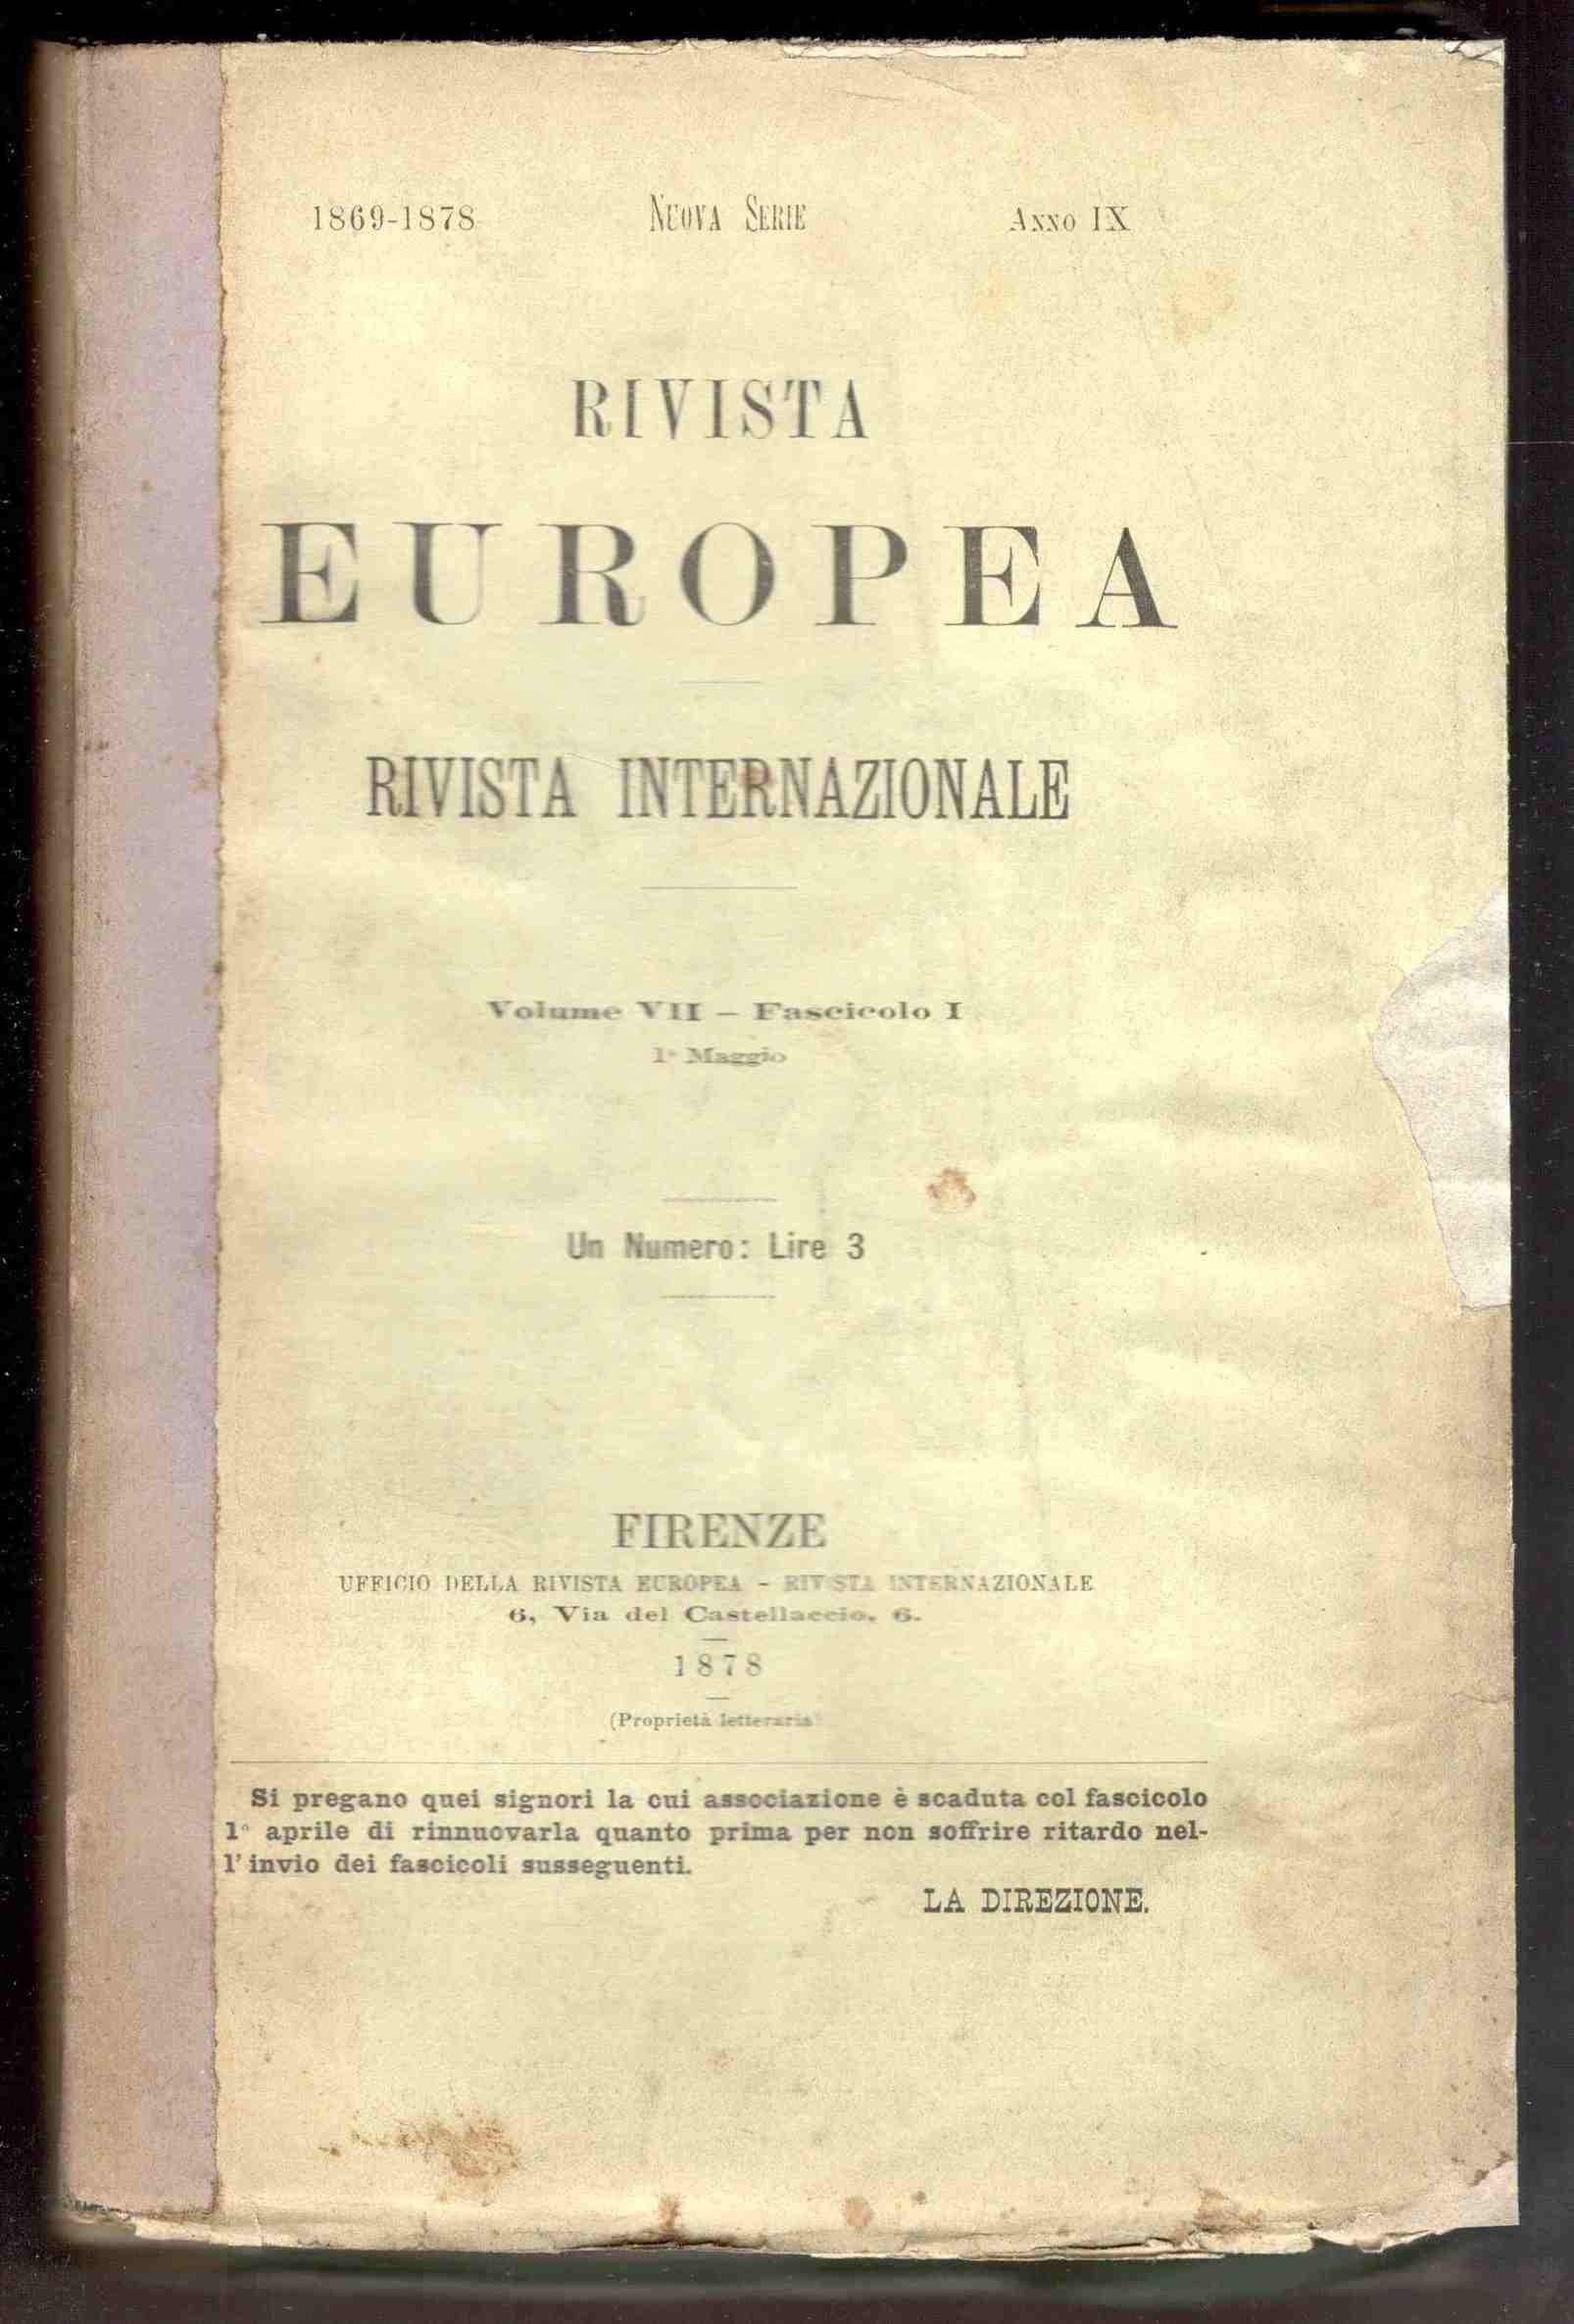 1869-1878 NUOVA SERIE ANNO IX
RIVISTA
EUROPEA
RIVISTA INTERNAZIONALE
Volume VII — Fascicolo I
1º Maggio
Un Numero: Lire 3
FIRENZE
UFFICIO DELLA RIVISTA EUROPEA - RIVISTA INTERNAZIONALE
6, Via del Castellaccio, 6.
1878
(Proprietà letteraria)
Si pregano quei signori la cui associazione è scaduta col fascicolo
1º aprile di rinnuovarla quanto prima per non soffrire ritardo nel-
l'invio dei fascicoli susseguenti.
LA DIREZIONE.